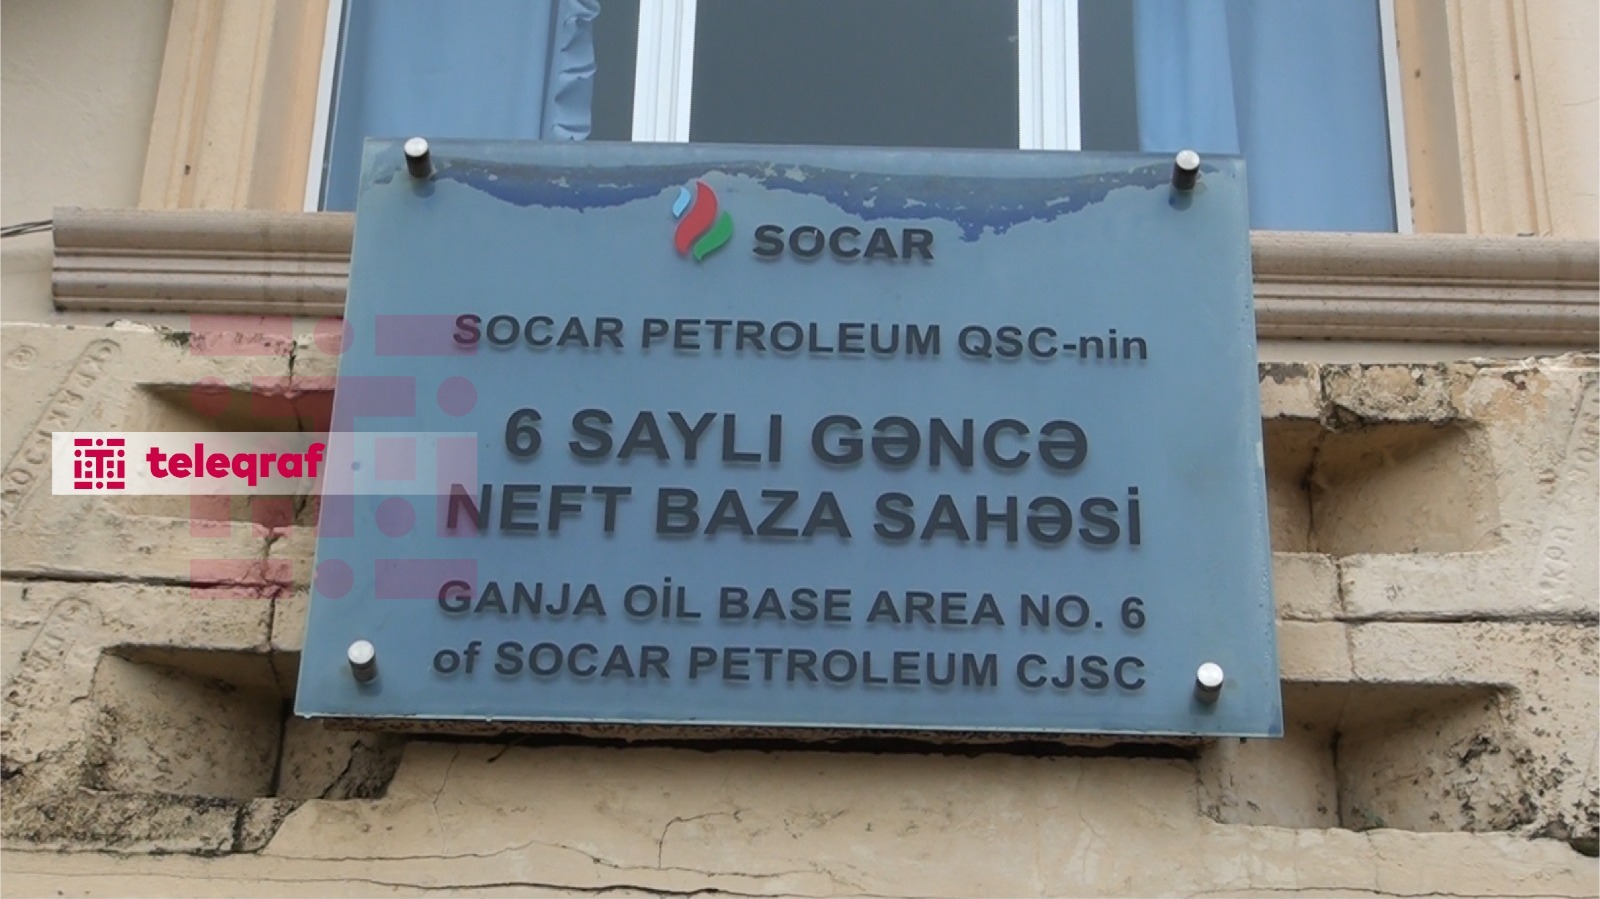 SOCAR
SOCAR PETROLEUM QSC-nin
6 SAYLI GƏNCƏ
NEFT BAZA SAHƏSİ
GANJA OİL BASE AREA NO. 6
of SOCAR PETROLEUM CJSC
teleqraf